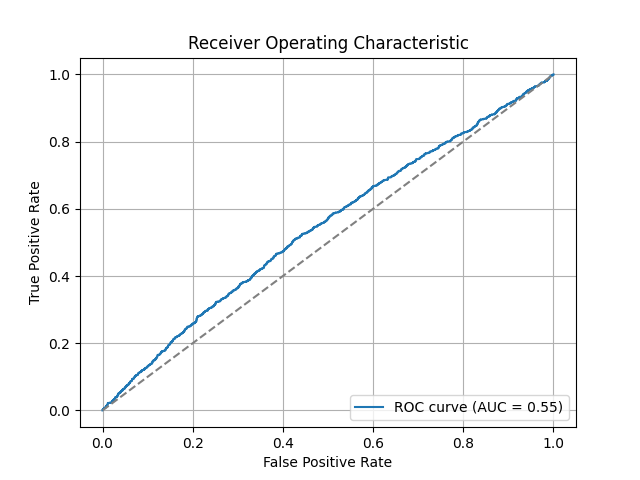 Receiver Operating Characteristic
1.0
0.8
0.6
0.4
0.2
0.0
True Positive Rate
ROC curve (AUC = 0.55)
0.0 0.2 0.4 0.6 0.8 1.0
False Positive Rate